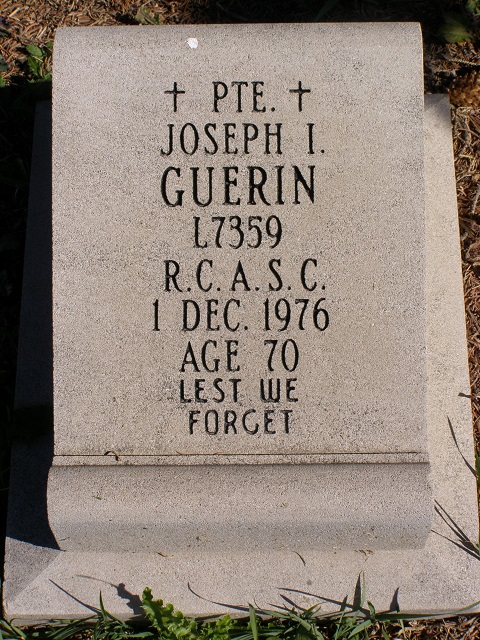 † PTE. †
JOSEPH I.
GUERIN
L7359
R.C.A.S.C.
1 DEC. 1976
AGE 70
LEST WE
FORGET